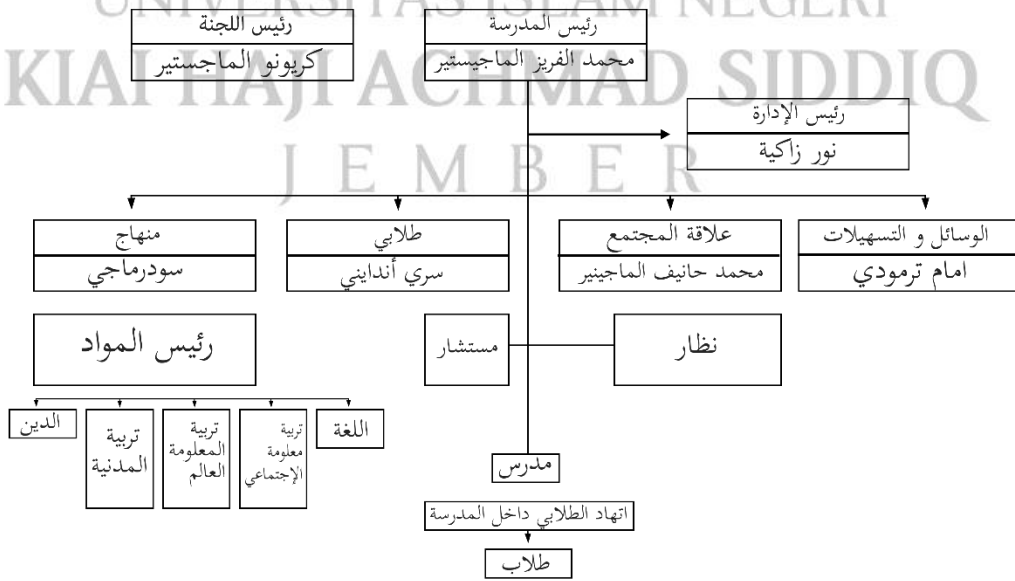 UNIVERSITAS ISLAM NEGERI
رئيس المدرسة
محمد الفريز الماجيستير
رئيس اللجنة
كريونو الماجستير
KIAI HAJI ACHMAD SIDDIQ
رئيس الإدارة
نور زاكية
JEMBER
الوسائل و التسهيلات
امام ترمودي
علاقة المجتمع
محمد حانيف الماجينير
طلابي
سري أندايني
منهاج
سودرماجي
نظار
مستشار
رئيس المواد
اللغة
تربية
معلومة
الإجتماعي
تربية
المعلومة
العالم
تربية
المدنية
الدين
مدرس
اتهاد الطلابي داخل المدرسة
طلاب